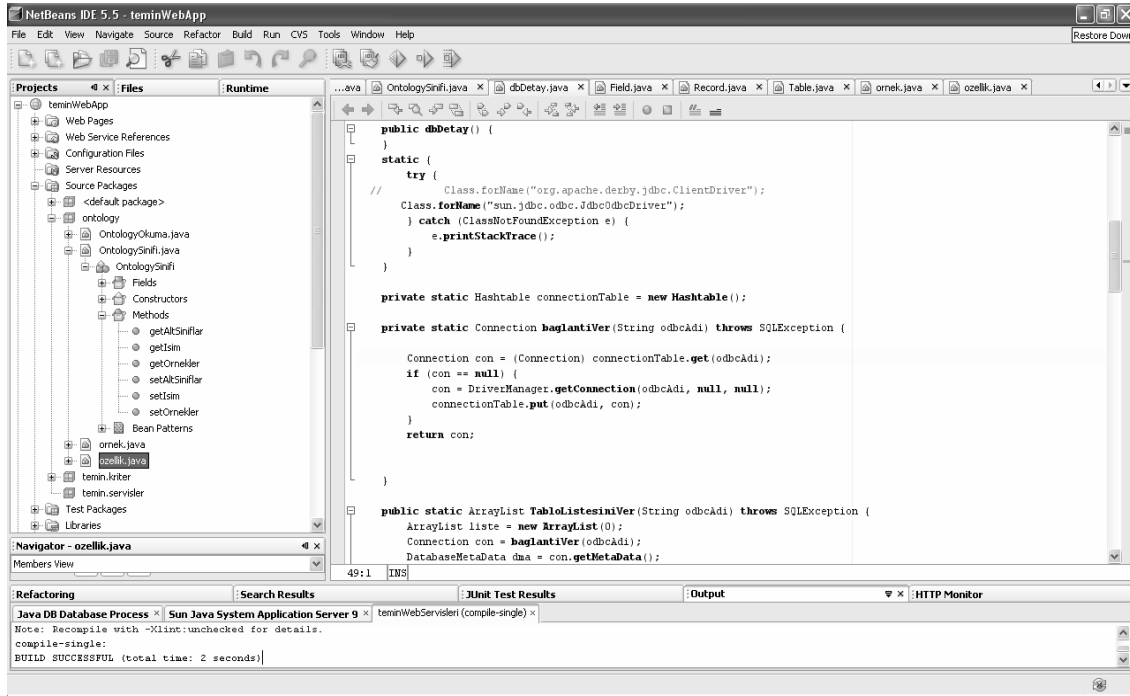 NetBeans IDE 5.5 - teminWebApp
File Edit View Navigate Source Refactor Build Run CVS Tools Window Help
Restore Down
Projects Files Runtime
teminWebApp
Web Pages
Web Service References
Configuration Files
Server Resources
Source Packages
<default package>
ontology
OntologyOkuma.java
OntologySinifi.java
OntologySinifi
Fields
Constructors
Methods
getAltSiniflar
getIsim
getOrnekler
setAltSiniflar
setIsim
setOrnekler
Bean Patterns
ornek.java
ozellik.java
temin.kriter
temin.servisler
Test Packages
Libraries
Navigator - ozellik.java
Members View
...ava OntologySinifi.java dbDetay.java Field.java Record.java Table.java ornek.java ozellik.java
public dbDetay() {
}
static {
try {
// Class.forName("org.apache.derby.jdbc.ClientDriver");
Class.forName("sun.jdbc.odbc.JdbcOdbcDriver");
} catch (ClassNotFoundException e) {
e.printStackTrace();
}
}
private static Hashtable connectionTable = new Hashtable();
private static Connection baglantiVer(String odbcAdi) throws SQLException {
Connection con = (Connection) connectionTable.get(odbcAdi);
if (con == null) {
con = DriverManager.getConnection(odbcAdi, null, null);
connectionTable.put(odbcAdi, con);
}
return con;
}
public static ArrayList TabloListesiniVer(String odbcAdi) throws SQLException {
ArrayList liste = new ArrayList(0);
Connection con = baglantiVer(odbcAdi);
DatabaseMetaData dma = con.getMetaData();
49:1 INS
Refactoring Search Results JUnit Test Results Output HTTP Monitor
Java DB Database Process Sun Java System Application Server 9 teminWebServisleri (compile-single)
Note: Recompile with -Xlint:unchecked for details.
compile-single:
BUILD SUCCESSFUL (total time: 2 seconds)